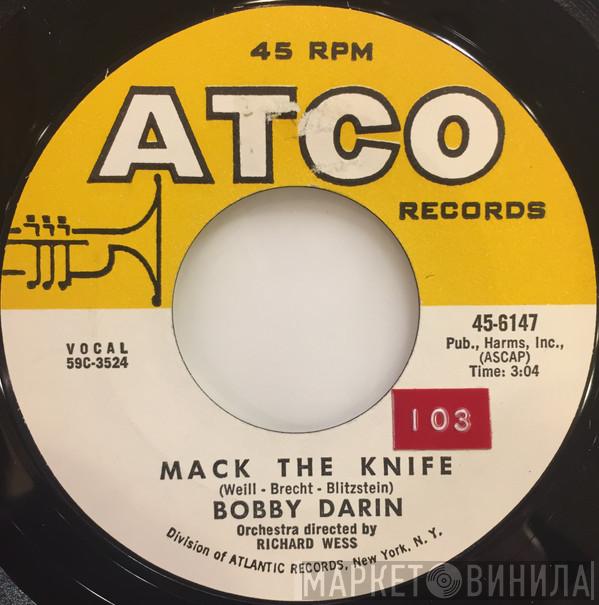 45 RPM
ATCO
RECORDS
VOCAL
59C-3524
45-6147
Pub., Harms, Inc.,
(ASCAP)
Time: 3:04
103
MACK THE KNIFE
(Weill - Brecht - Blitzstein)
BOBBY DARIN
Orchestra directed by
RICHARD WESS
Division of ATLANTIC RECORDS, New York, N. Y.
МАРКЕТ ВИНИЛА